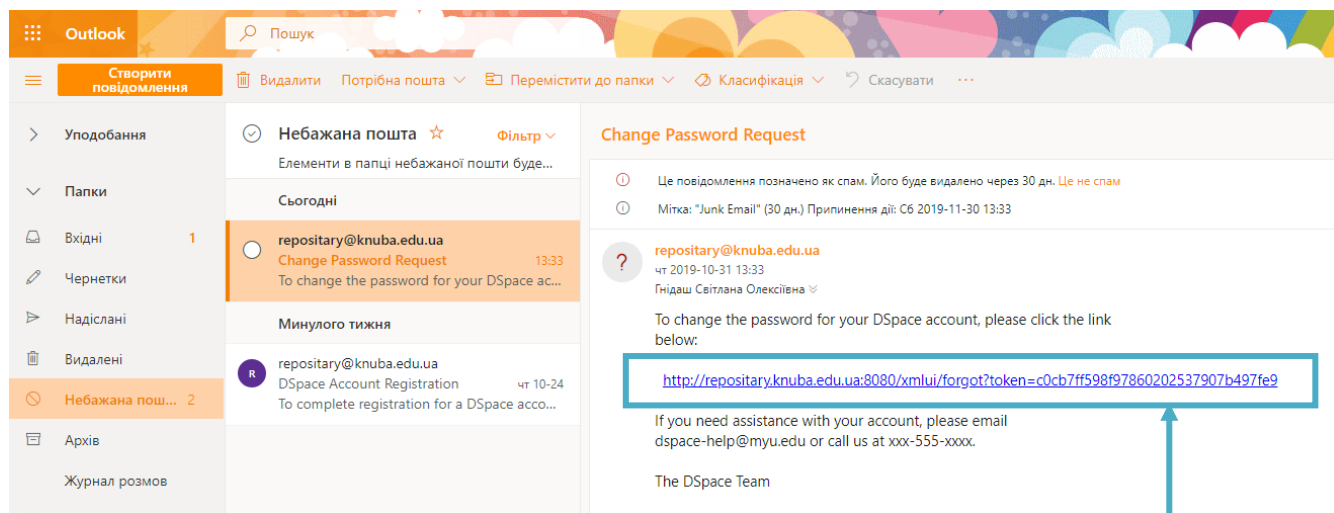 Outlook
Пошук
Створити
повідомлення
Видалити Потрібна пошта Перемістити до папки Класифікація Скасувати ...
Уподобання
Папки
Вхідні 1
Чернетки
Надіслані
Видалені
Небажана пош... 2
Архів
Журнал розмов
Небажана пошта Фільтр
Елементи в папці небажаної пошти буде...
Сьогодні
repositary@knuba.edu.ua
Change Password Request 13:33
To change the password for your DSpace ac...
Минулого тижня
R
repositary@knuba.edu.ua
DSpace Account Registration чт 10-24
To complete registration for a DSpace acco...
Change Password Request
Це повідомлення позначено як спам. Його буде видалено через 30 дн. Це не спам
Мітка: "Junk Email" (30 дн.) Припинення дії: Сб 2019-11-30 13:33
?
repositary@knuba.edu.ua
чт 2019-10-31 13:33
Гнідаш Світлана Олексіївна
To change the password for your DSpace account, please click the link
below:
http://repositary.knuba.edu.ua:8080/xmlui/forgot?token=c0cb7ff598f97860202537907b497fe9
If you need assistance with your account, please email
dspace-help@myu.edu or call us at xxx-555-xxxx.
The DSpace Team